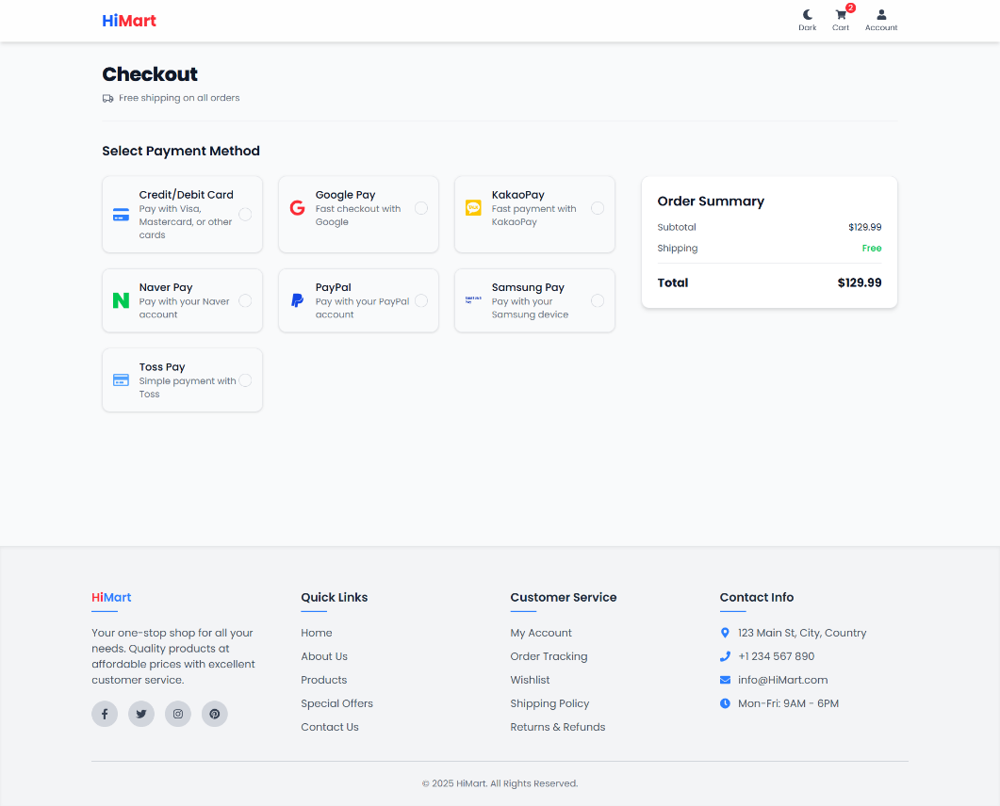 HiMart
Dark
2
Cart
Account
Checkout
Free shipping on all orders
Select Payment Method
Credit/Debit Card
Pay with Visa,
Mastercard, or other
cards
Google Pay
Fast checkout with
Google
KakaoPay
Fast payment with
KakaoPay
Naver Pay
Pay with your Naver
account
PayPal
Pay with your PayPal
account
SAMSUNG
Pay
Samsung Pay
Pay with your
Samsung device
Toss Pay
Simple payment with
Toss
Order Summary
Subtotal $129.99
Shipping Free
Total $129.99
HiMart
Your one-stop shop for all your
needs. Quality products at
affordable prices with excellent
customer service.
Quick Links
Home
About Us
Products
Special Offers
Contact Us
Customer Service
My Account
Order Tracking
Wishlist
Shipping Policy
Returns & Refunds
Contact Info
123 Main St, City, Country
+1 234 567 890
info@HiMart.com
Mon-Fri: 9AM - 6PM
© 2025 HiMart. All Rights Reserved.